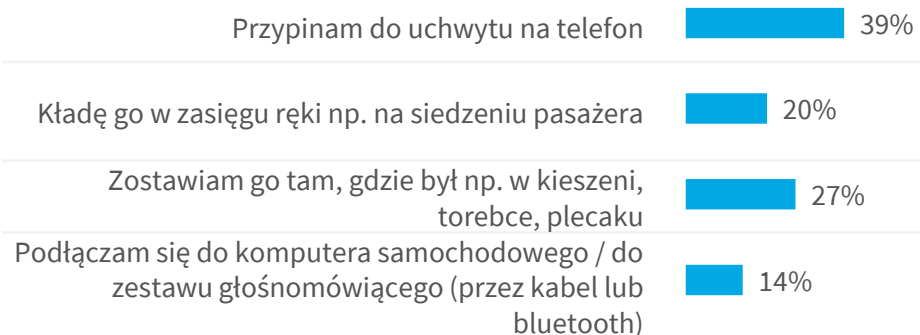 Przypinam do uchwytu na telefon
39%
Kładę go w zasięgu ręki np. na siedzeniu pasażera
20%
Zostawiam go tam, gdzie był np. w kieszeni,
torebce, plecaku
27%
Podłączam się do komputera samochodowego / do
zestawu głośnomówiącego (przez kabel lub
bluetooth)
14%